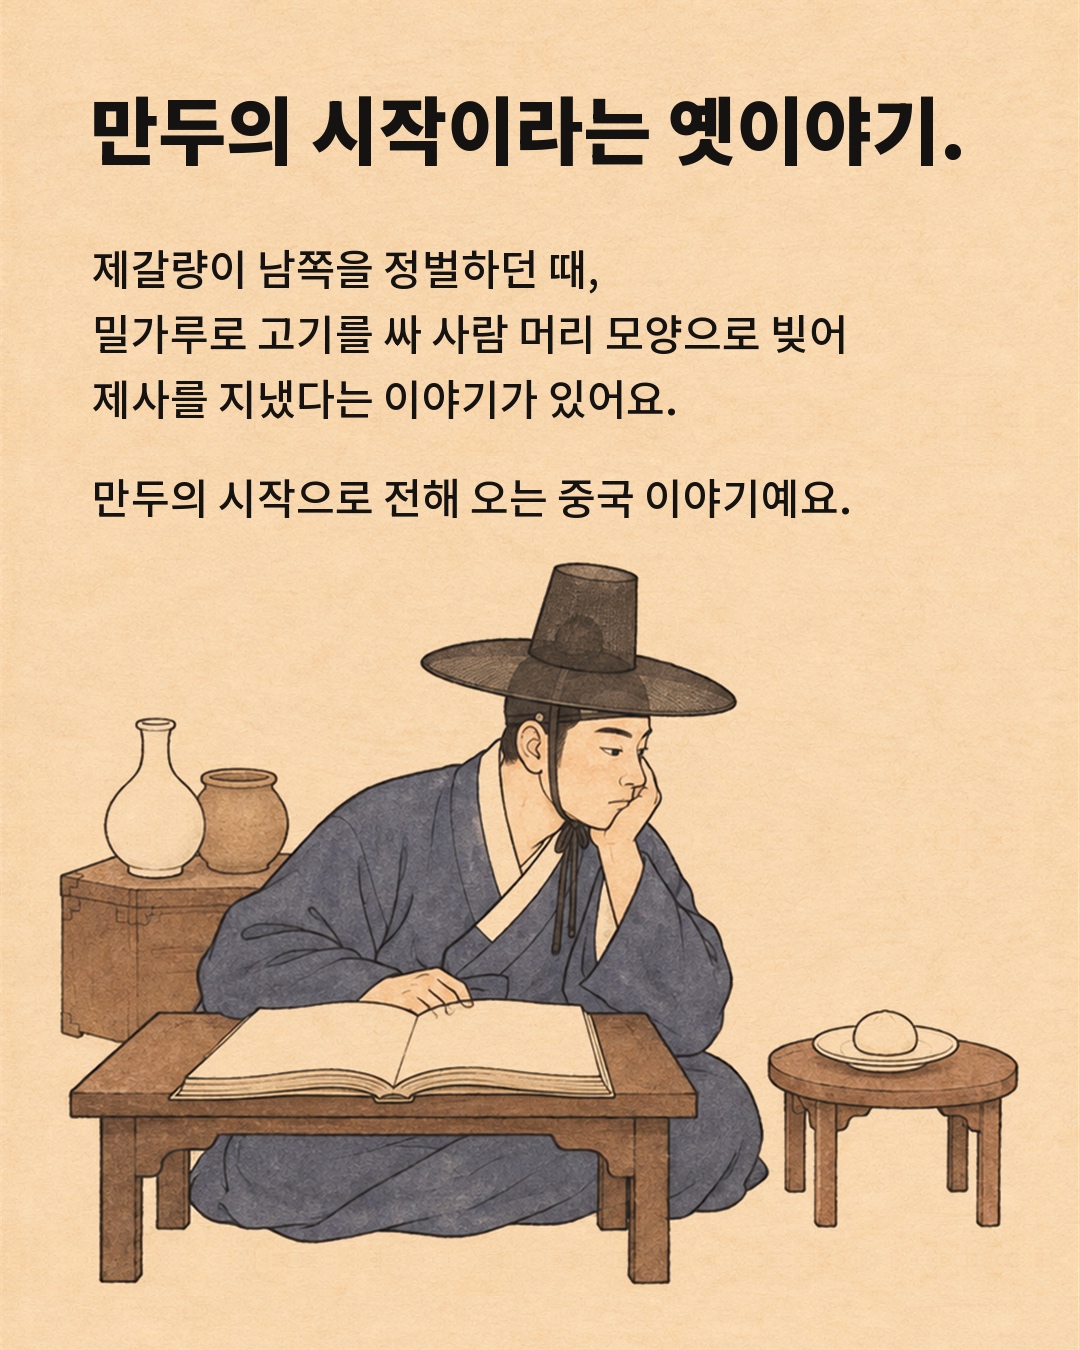 만두의 시작이라는 옛이야기.
제갈량이 남쪽을 정벌하던 때,
밀가루로 고기를 싸 사람 머리 모양으로 빚어
제사를 지냈다는 이야기가 있어요.
만두의 시작으로 전해 오는 중국 이야기예요.